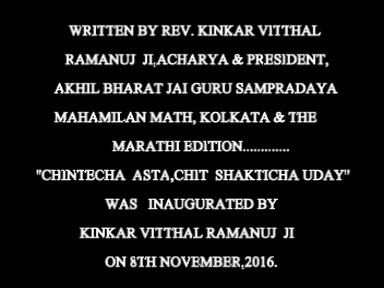 WRITTEN BY REV. KINKAR VITTHAL
RAMANUJ JI,ACHARYA & PRESIDENT,
AKHIL BHARAT JAI GURU SAMPRADAYA
MAHAMILAN MATH, KOLKATA & THE
MARATHI EDITION.............
"CHINTECHA ASTA,CHIT SHAKTICHA UDAY"
WAS INAUGURATED BY
KINKAR VITTHAL RAMANUJ JI
ON 8TH NOVEMBER,2016.